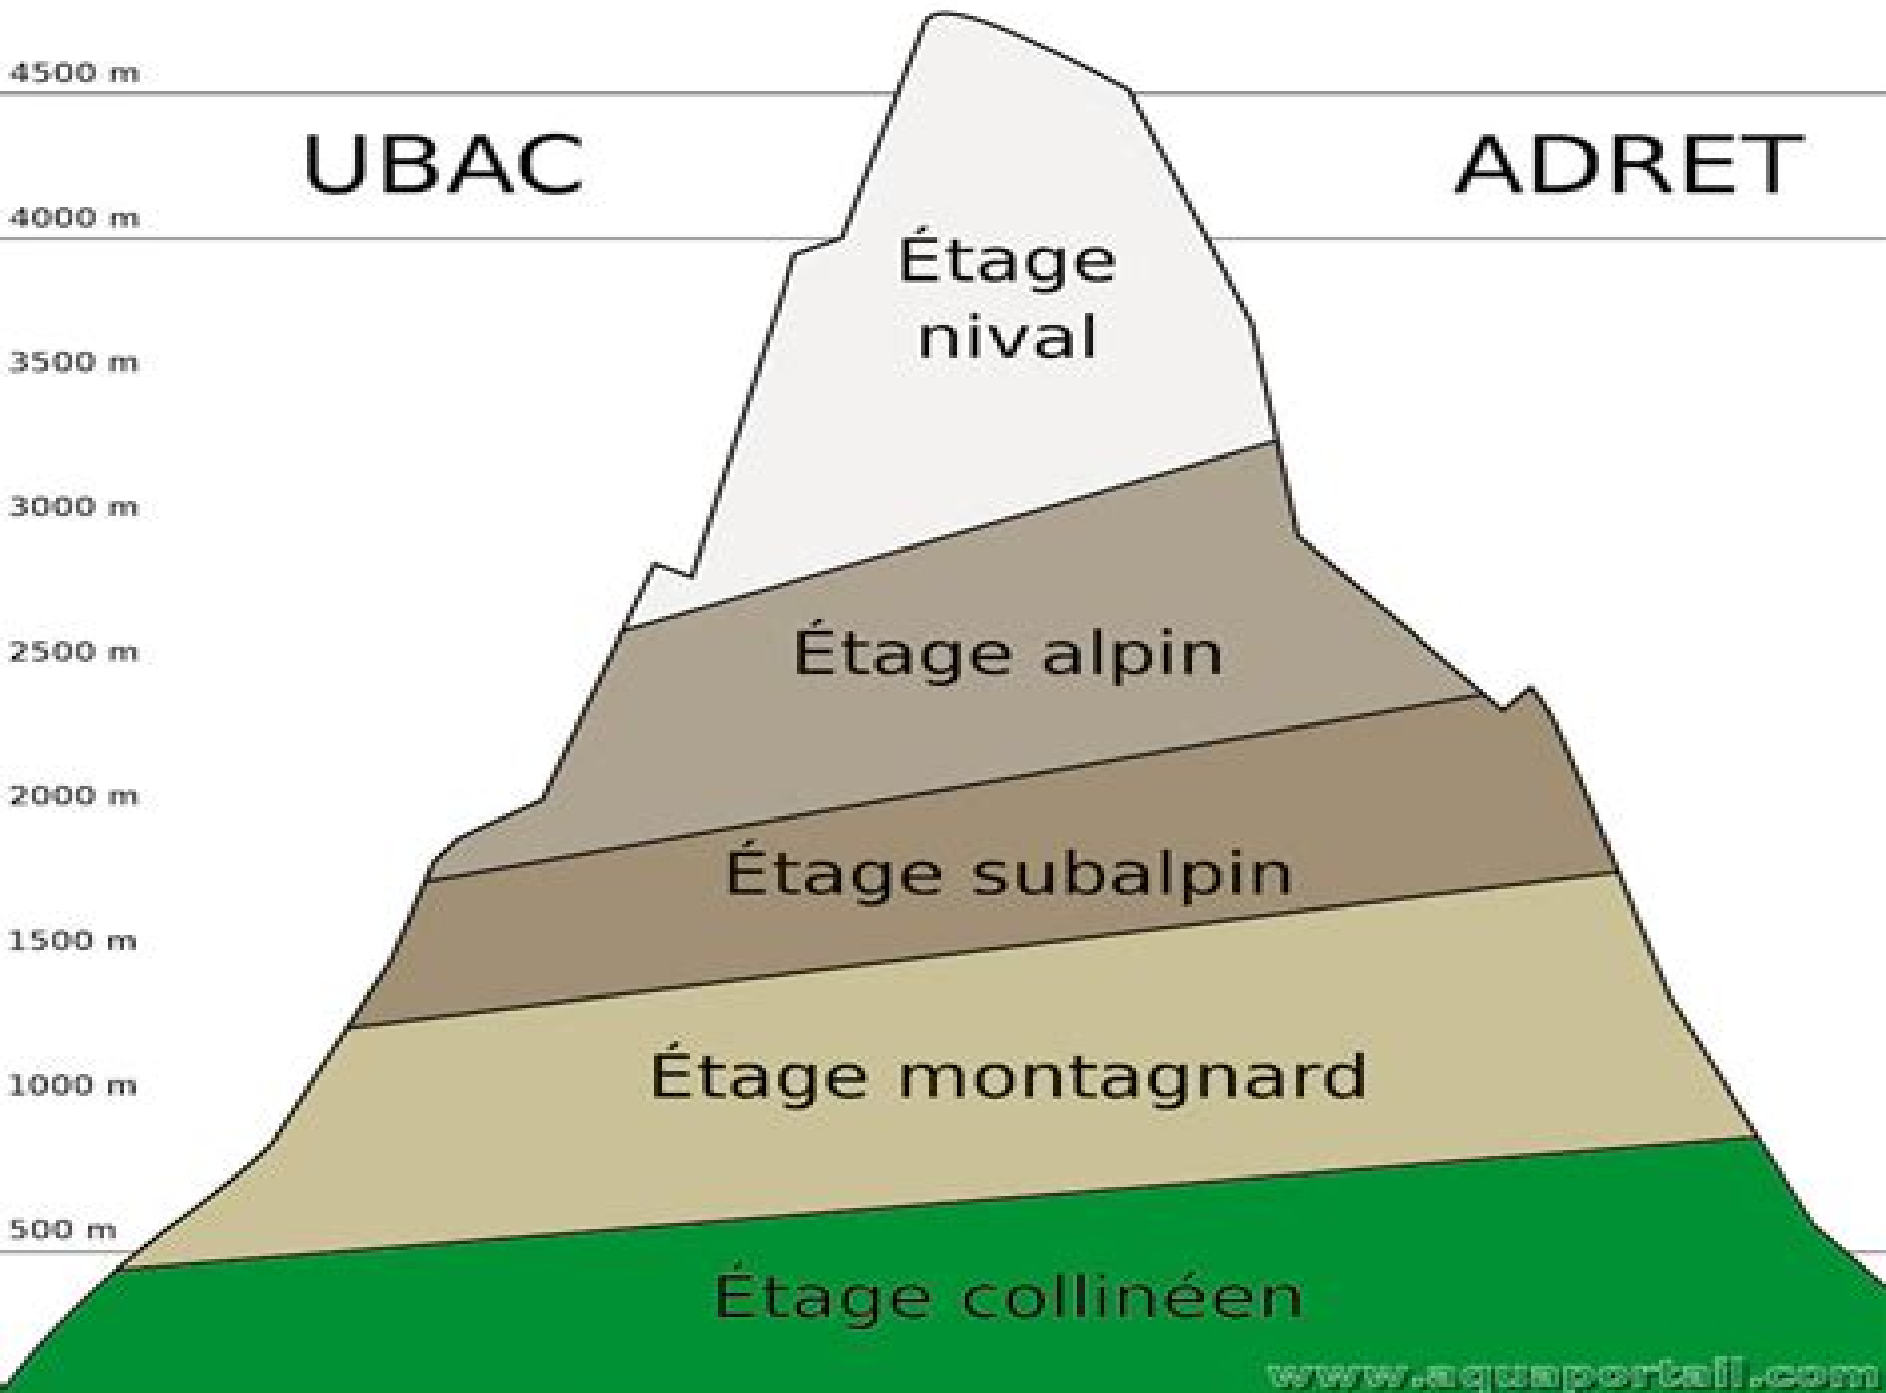 4500 m
UBAC
ADRET
4000 m
Étage
nival
3500 m
3000 m
2500 m
Étage alpin
2000 m
Étage subalpin
1500 m
1000 m
Étage montagnard
500 m
Étage collinéen
www.aquaportail.com